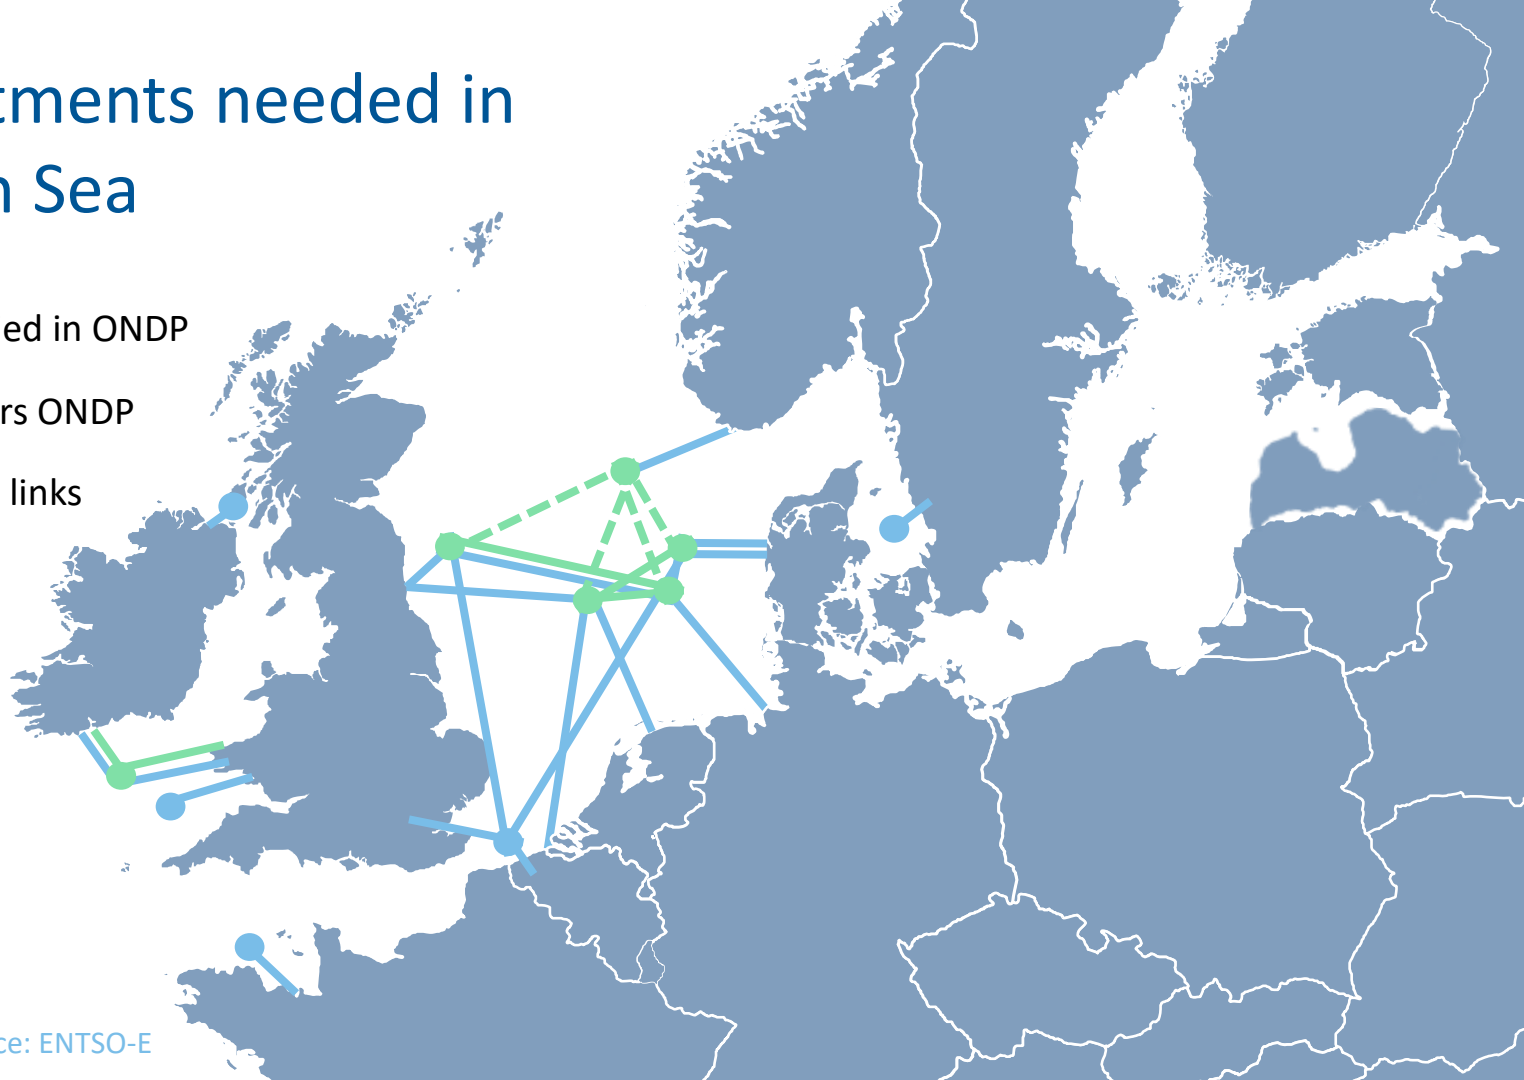 tments needed in
n Sea
ed in ONDP
rs ONDP
links
ce: ENTSO-E